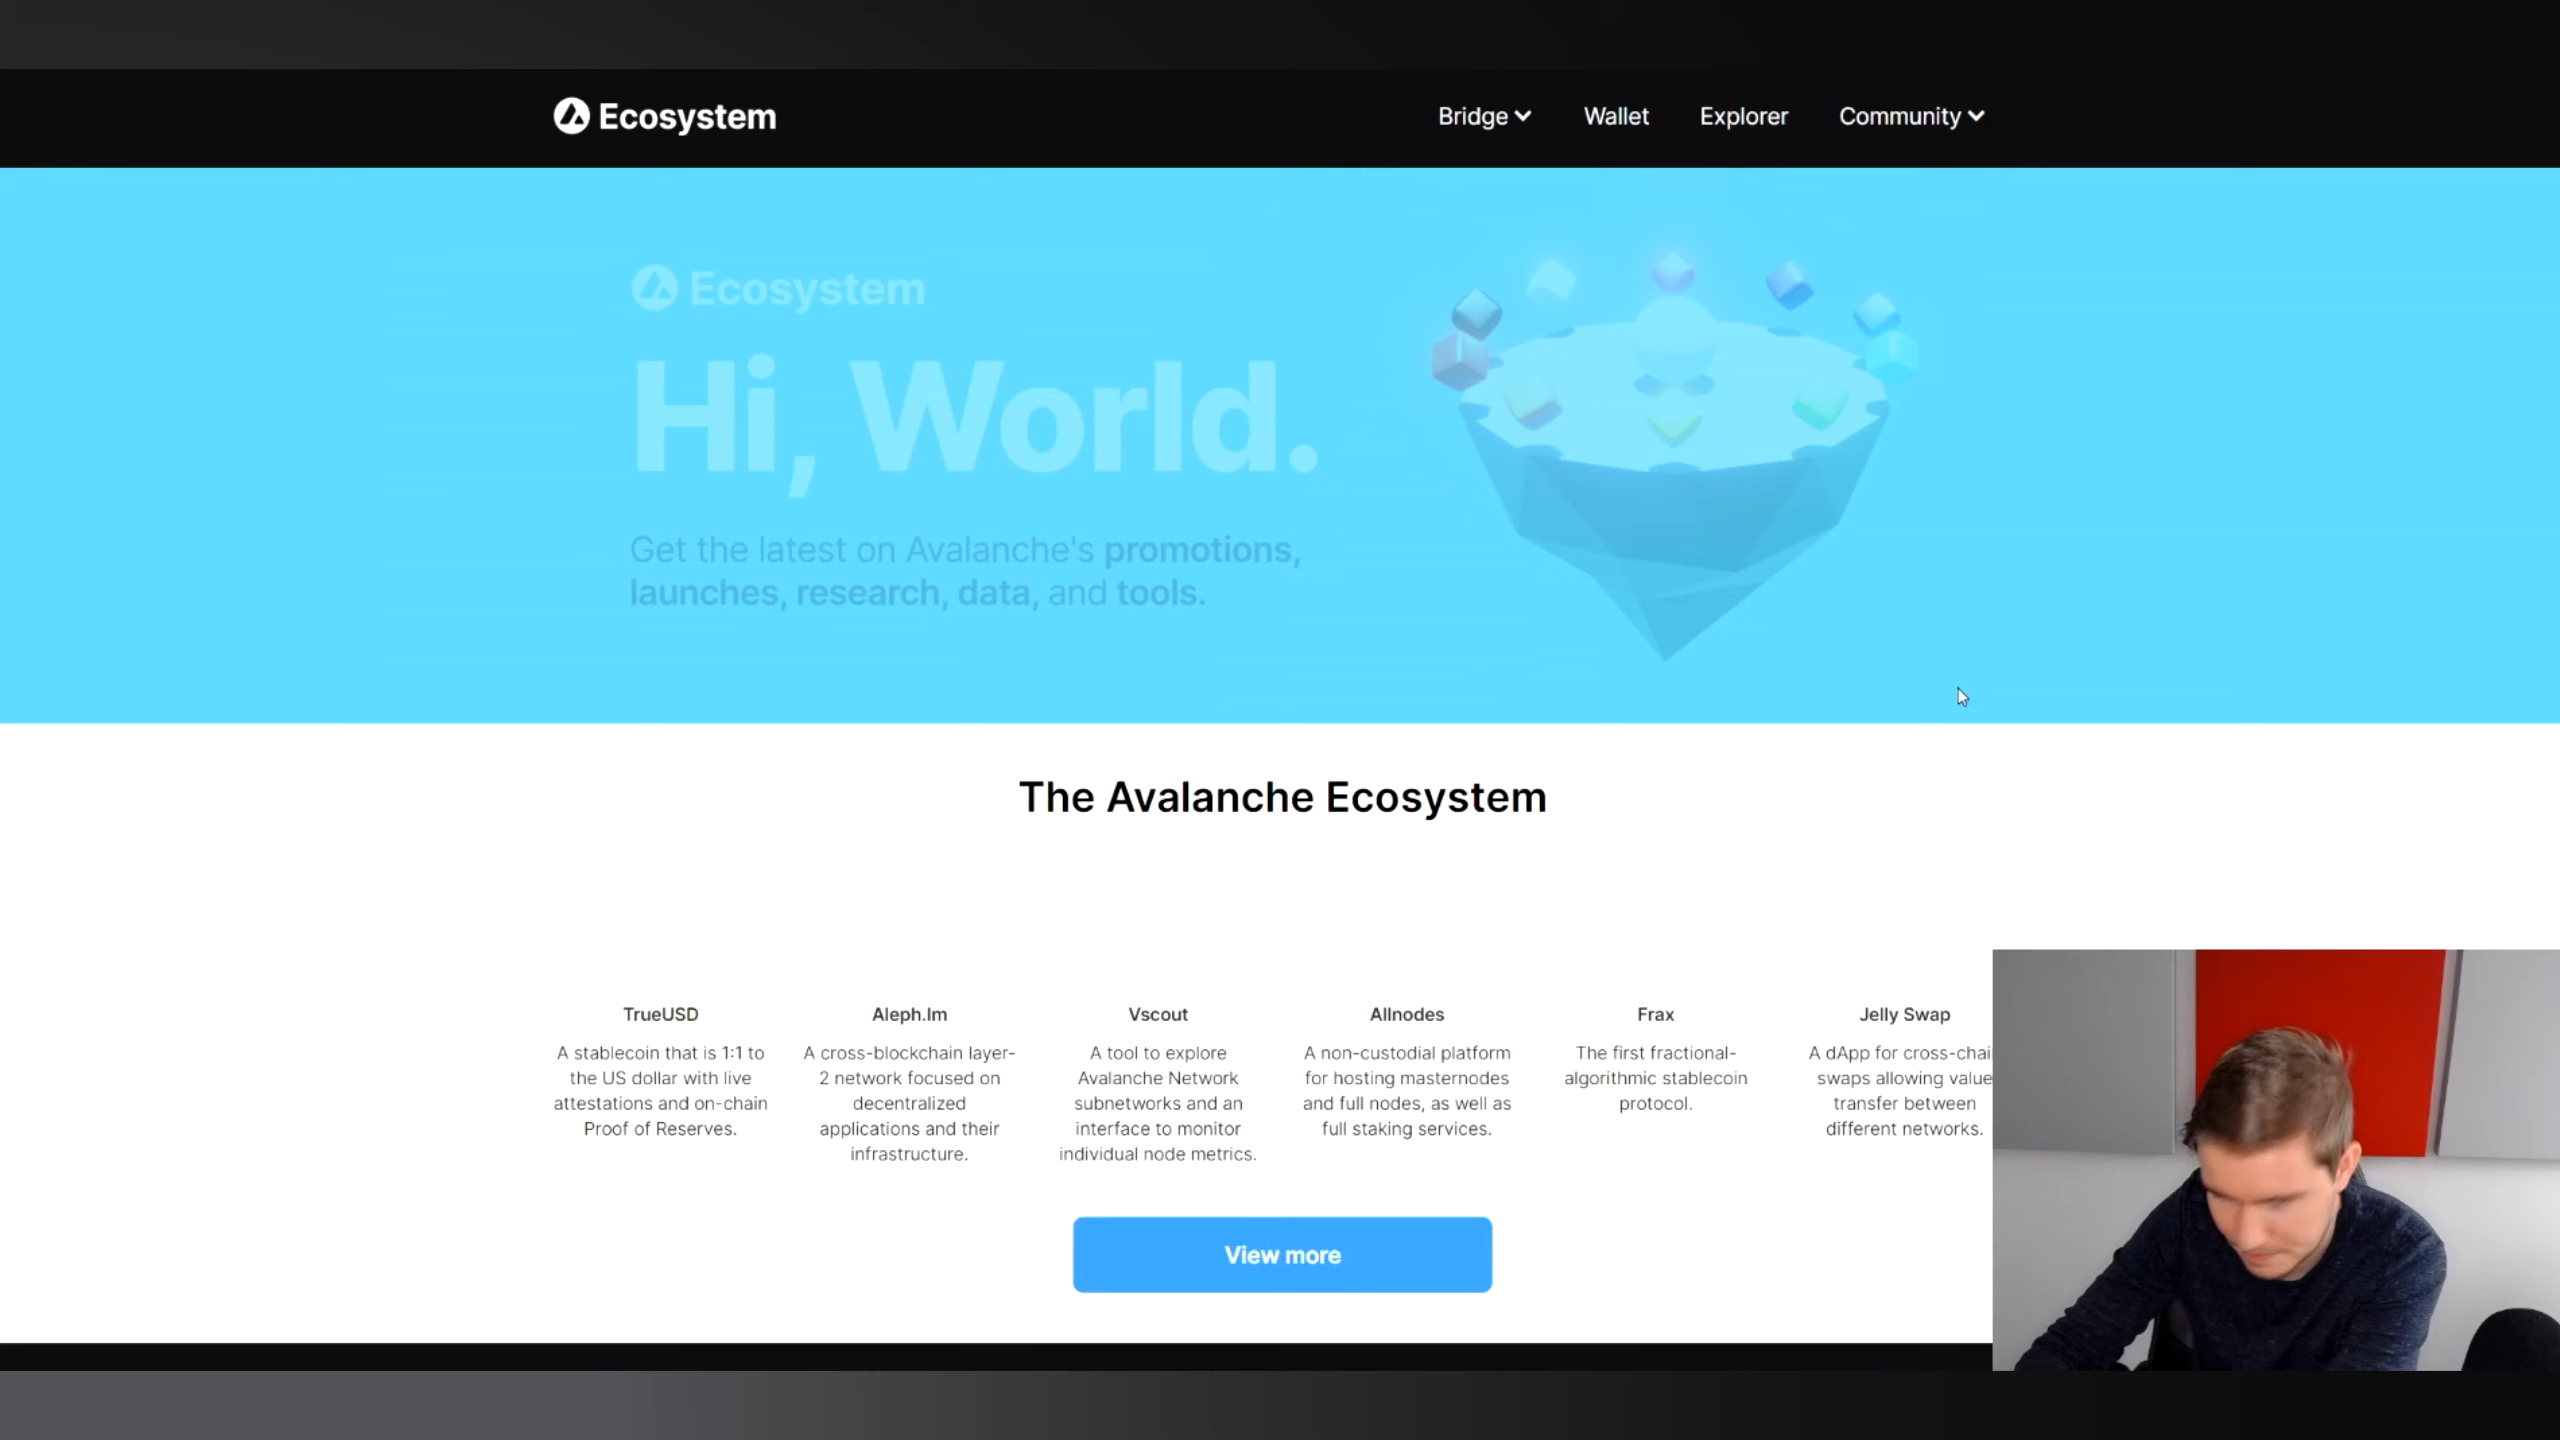 Ecosystem
Bridge
Wallet
Explorer
Community
Ecosystem
Hi, World.
Get the latest on Avalanche's promotions,
launches, research, data, and tools.
The Avalanche Ecosystem
TrueUSD
A stablecoin that is 1:1 to
the US dollar with live
attestations and on-chain
Proof of Reserves.
Aleph.Im
A cross-blockchain layer-
2 network focused on
decentralized
applications and their
infrastructure.
Vscout
A tool to explore
Avalanche Network
subnetworks and an
interface to monitor
individual node metrics.
Allnodes
A non-custodial platform
for hosting masternodes
and full nodes, as well as
full staking services.
Frax
The first fractional-
algorithmic stablecoin
protocol.
Jelly Swap
A dApp for cross-chai
swaps allowing value
transfer between
different networks.
View more